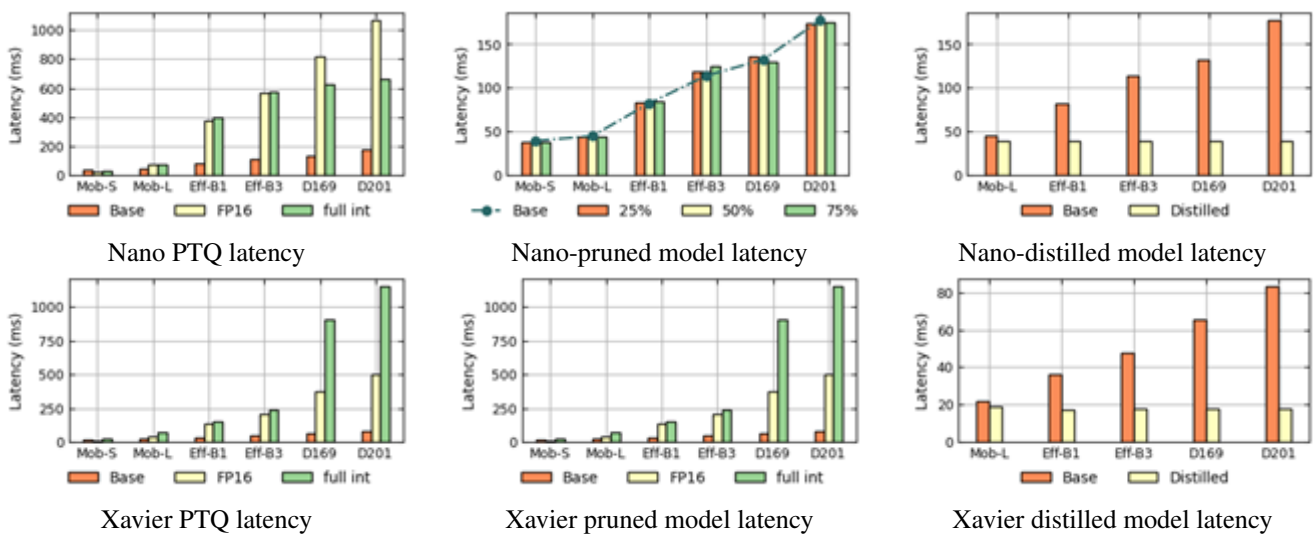 Latency (ms)
1000
800
600
400
200
0
Mob-S Mob-L Eff-B1 Eff-B3 D169 D201
Base FP16 full int
Nano PTQ latency
Latency (ms)
150
100
50
0
Mob-S Mob-L Eff-B1 Eff-B3 D169 D201
Base 25% 50% 75%
Nano-pruned model latency
Latency (ms)
150
100
50
0
Mob-L Eff-B1 Eff-B3 D169 D201
Base Distilled
Nano-distilled model latency
Latency (ms)
1000
750
500
250
0
Mob-S Mob-L Eff-B1 Eff-B3 D169 D201
Base FP16 full int
Xavier PTQ latency
Latency (ms)
1000
750
500
250
0
Mob-S Mob-L Eff-B1 Eff-B3 D169 D201
Base FP16 full int
Xavier pruned model latency
Latency (ms)
80
60
40
20
0
Mob-L Eff-B1 Eff-B3 D169 D201
Base Distilled
Xavier distilled model latency